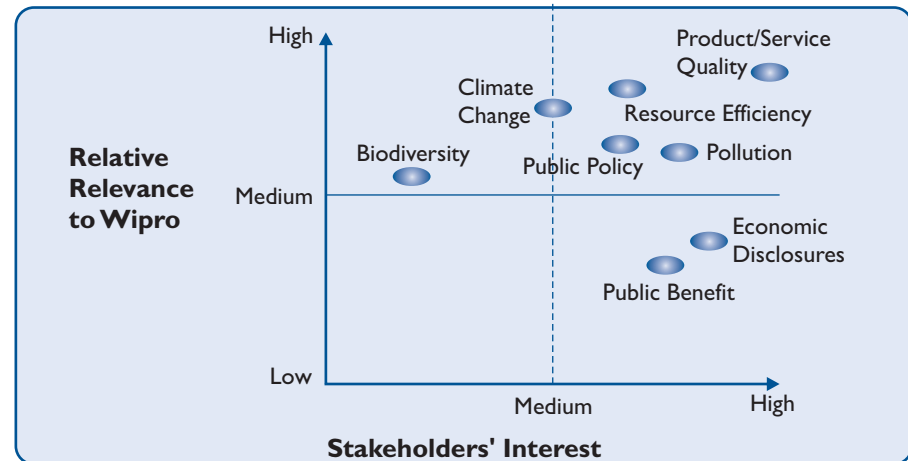 High
Product/Service
Quality
Climate
Change
Resource Efficiency
Relative
Relevance
to Wipro
Biodiversity
Public Policy
Pollution
Medium
Economic
Disclosures
Public Benefit
Low
Medium
High
Stakeholders' Interest